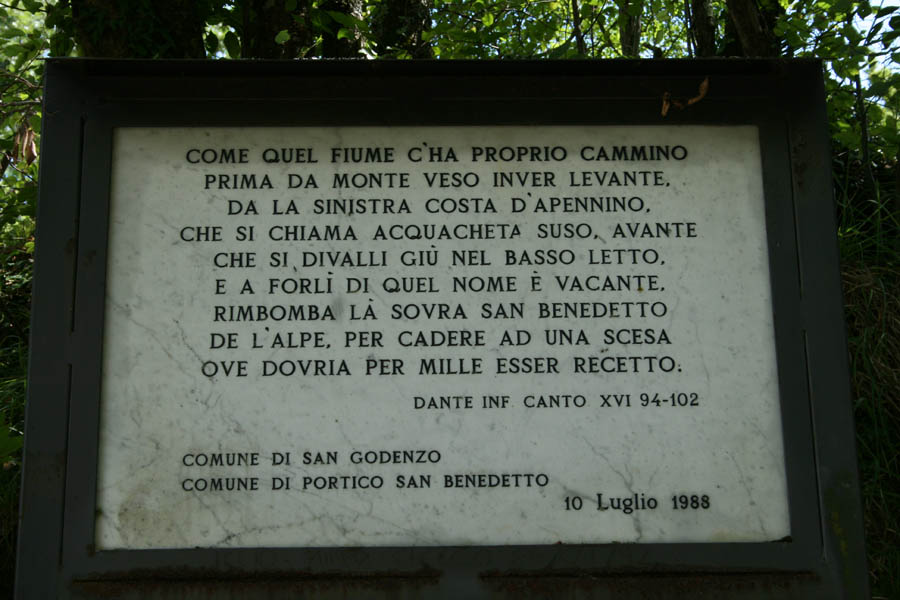 COME QUEL FIUME C'HA PROPRIO CAMMINO
PRIMA DA MONTE VESO INVER LEVANTE,
DA LA SINISTRA COSTA D'APENNINO,
CHE SI CHIAMA ACQUACHETA SUSO, AVANTE
CHE SI DIVALLI GIÙ NEL BASSO LETTO,
E A FORLÌ DI QUEL NOME È VACANTE,
RIMBOMBA LÀ SOVRA SAN BENEDETTO
DE L'ALPE, PER CADERE AD UNA SCESA
OVE DOVRIA PER MILLE ESSER RECETTO.
DANTE INF. CANTO XVI 94-102
COMUNE DI SAN GODENZO
COMUNE DI PORTICO SAN BENEDETTO
10 Luglio 1988